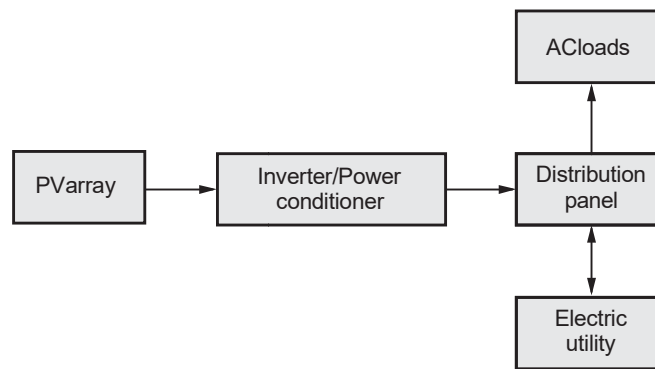 ACloads
PVarray
Inverter/Power
conditioner
Distribution
panel
Electric
utility